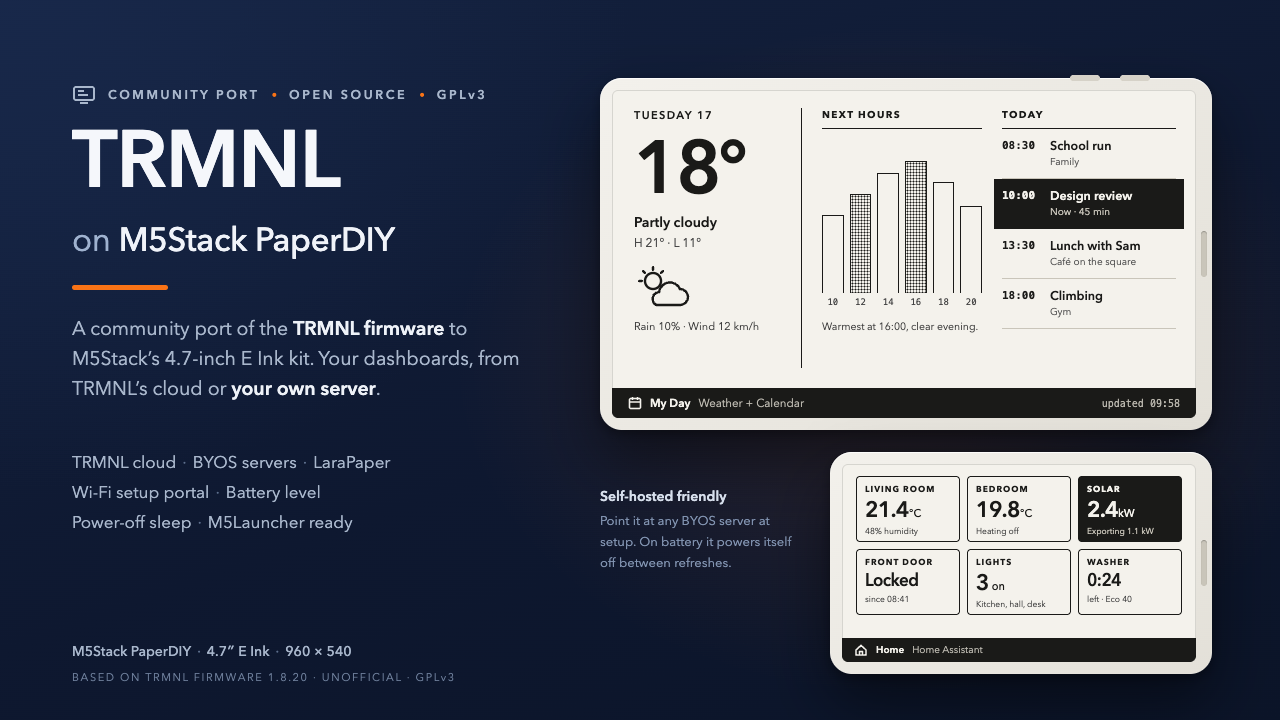 COMMUNITY PORT • OPEN SOURCE • GPLv3
TRMNL
on M5Stack PaperDIY
A community port of the TRMNL firmware to
M5Stack's 4.7-inch E Ink kit. Your dashboards, from
TRMNL's cloud or your own server.
TRMNL cloud · BYOS servers · LaraPaper
Wi-Fi setup portal · Battery level
Power-off sleep · M5Launcher ready
M5Stack PaperDIY · 4.7″ E Ink · 960 × 540
BASED ON TRMNL FIRMWARE 1.8.20 · UNOFFICIAL · GPLv3
TUESDAY 17
18°
Partly cloudy
H 21° · L 11°
Rain 10% · Wind 12 km/h
NEXT HOURS
10 12 14 16 18 20
Warmest at 16:00, clear evening.
TODAY
08:30 School run
Family
10:00 Design review
Now · 45 min
13:30 Lunch with Sam
Café on the square
18:00 Climbing
Gym
My Day Weather + Calendar updated 09:58
Self-hosted friendly
Point it at any BYOS server at
setup. On battery it powers itself
off between refreshes.
LIVING ROOM
21.4°C
48% humidity
BEDROOM
19.8°C
Heating off
SOLAR
2.4kW
Exporting 1.1 kW
FRONT DOOR
Locked
since 08:41
LIGHTS
3 on
Kitchen, hall, desk
WASHER
0:24
left · Eco 40
Home Home Assistant